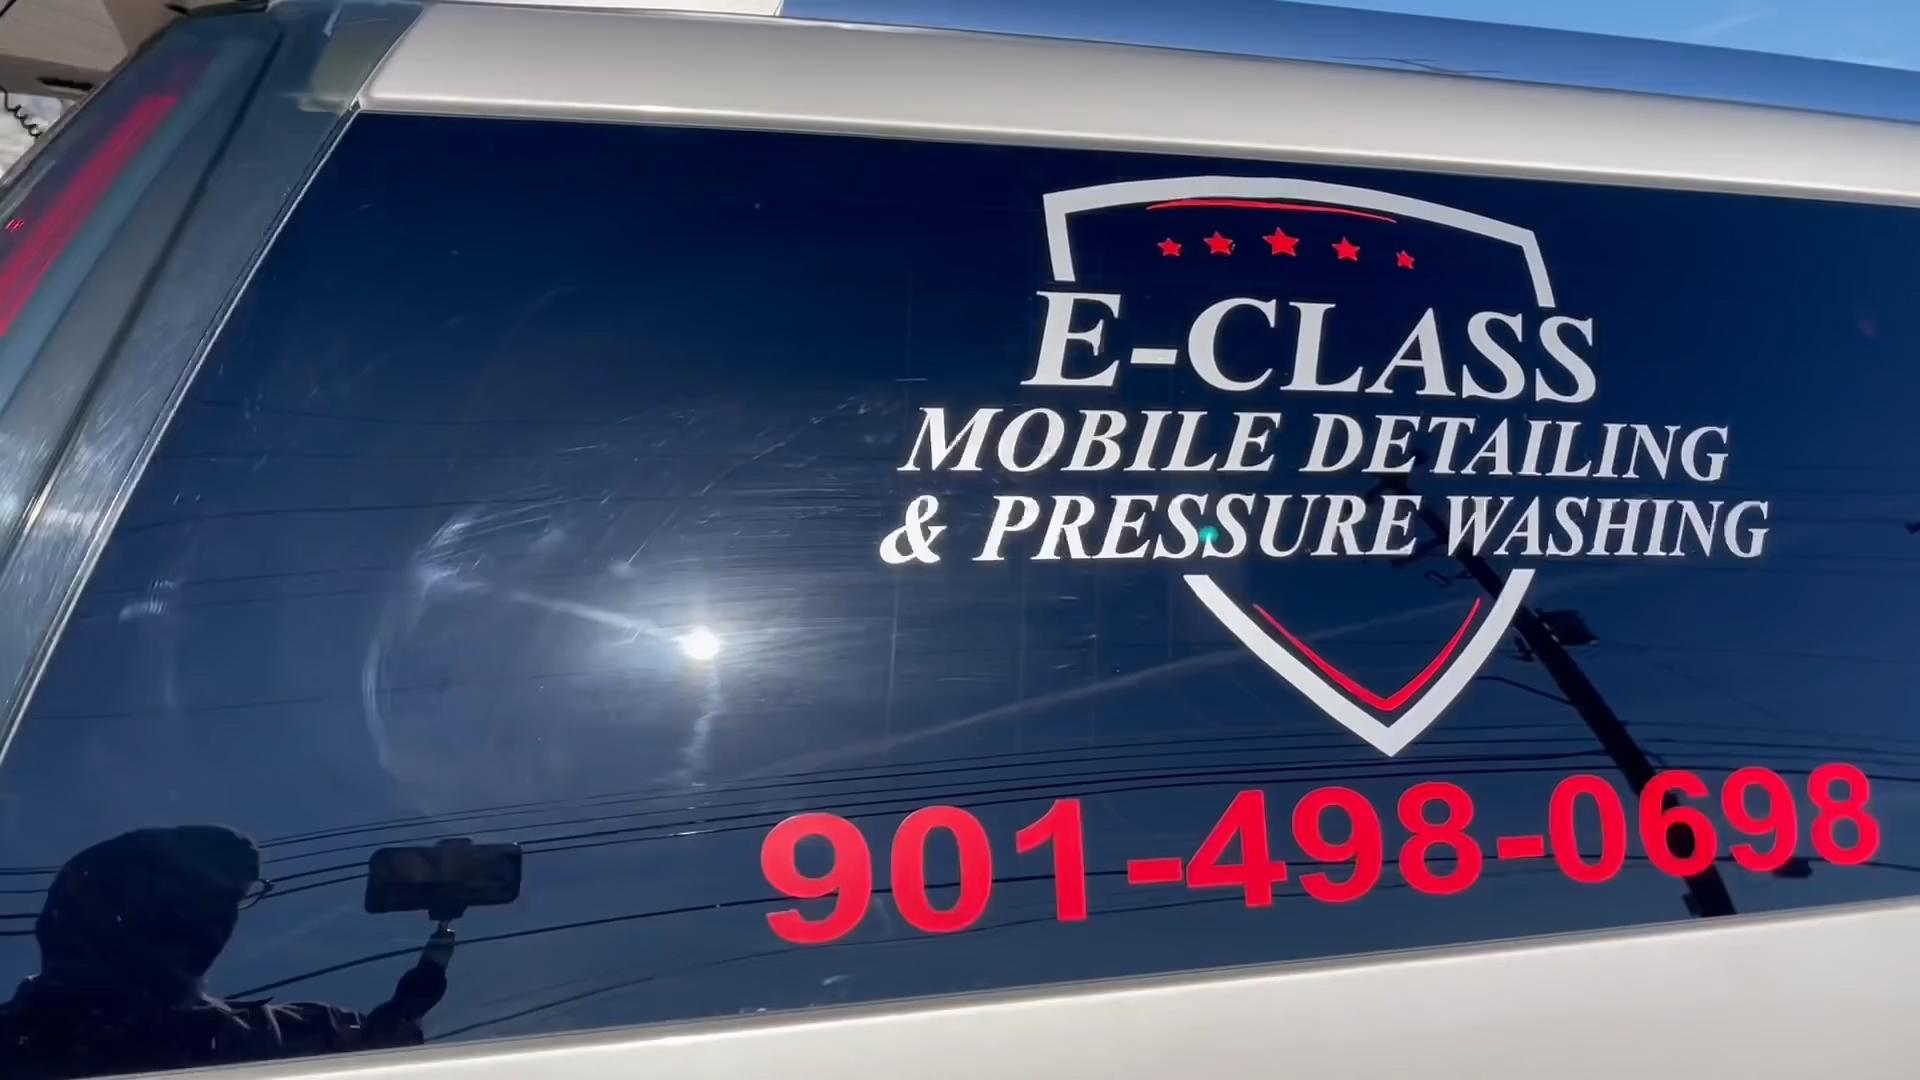 E-CLASS
MOBILE DETAILING
& PRESSURE WASHING
901-498-0698